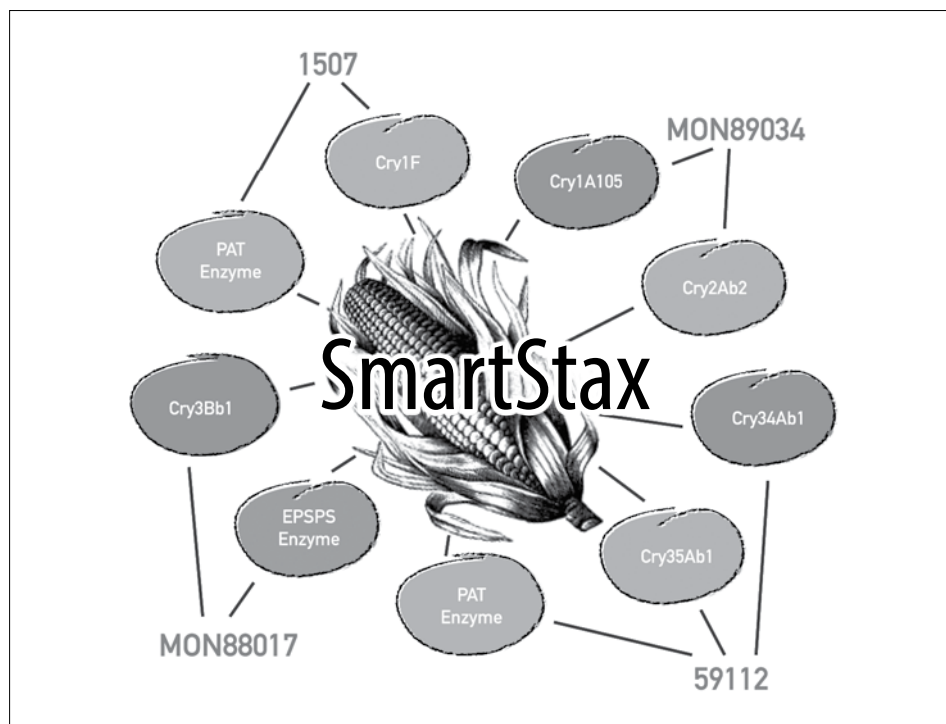 1507
MON89034
Cry1F
Cry1A105
PAT
Enzyme
Cry2Ab2
SmartStax
Cry3Bb1
Cry34Ab1
EPSPS
Enzyme
Cry35Ab1
PAT
Enzyme
MON88017
59112